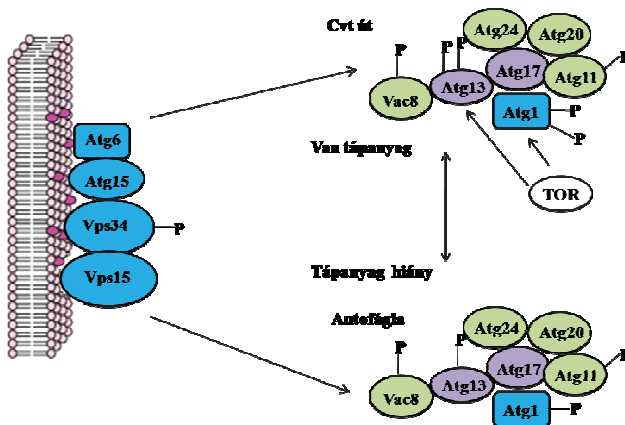 Cvt út
P
P
P
Atg24
Atg20
Atg17
Atg11
P
Vac8
Atg13
Atg1
P
P
Van tápanyag
TOR
Atg6
Atg15
Vps34
P
Vps15
Tápanyag hiány
Autofágia
P
P
Atg24
Atg20
Atg17
Atg11
P
Vac8
Atg13
Atg1
P